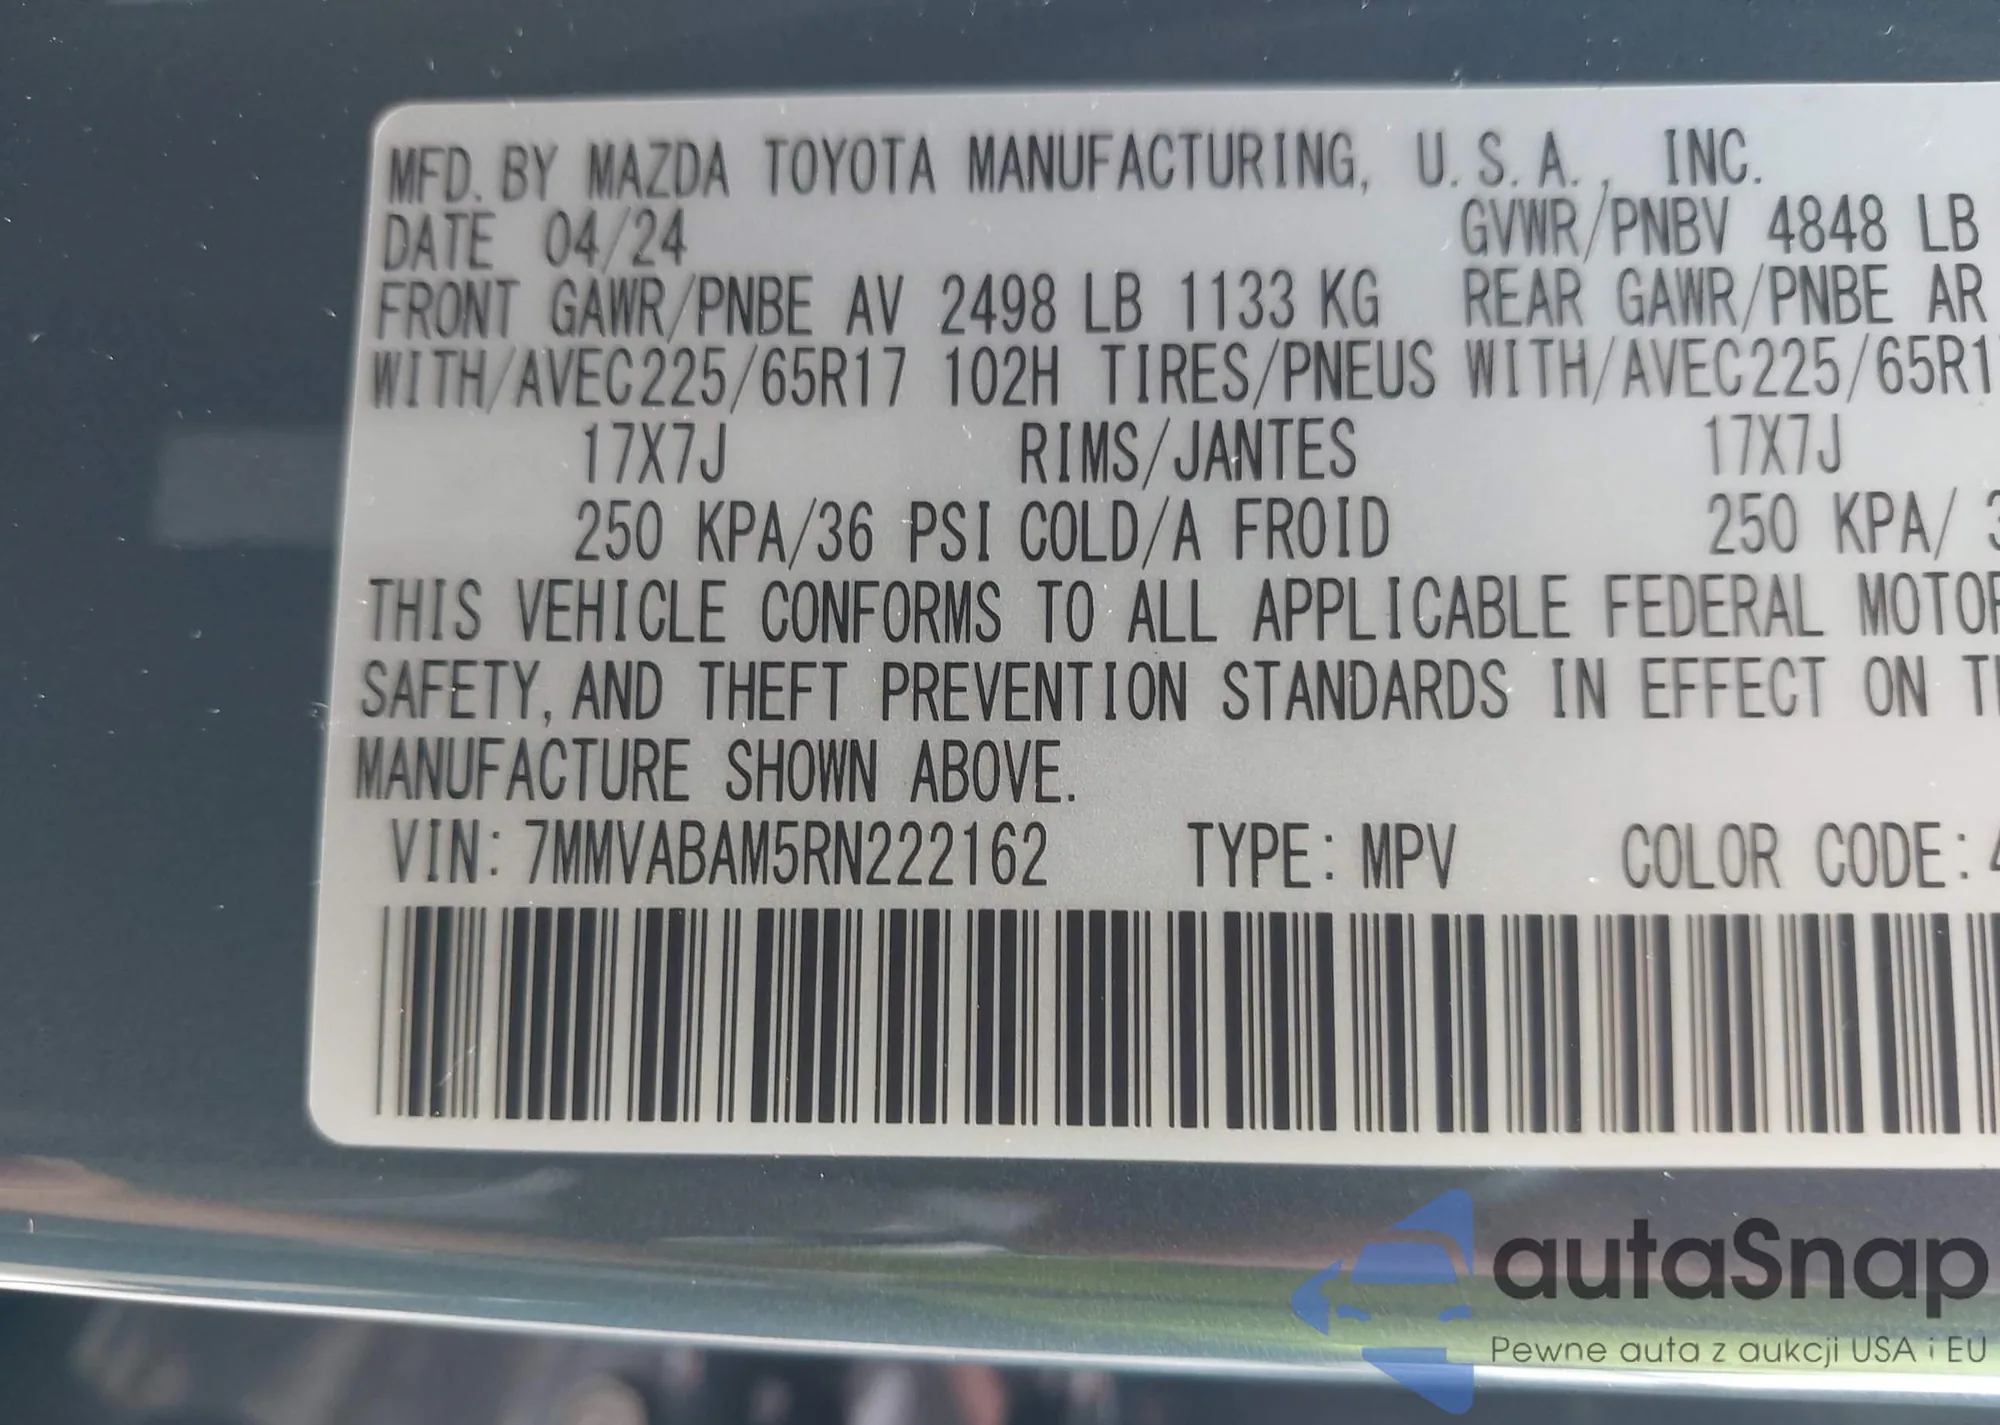 MFD. BY MAZDA TOYOTA MANUFACTURING, U.S.A., INC.
DATE 04/24 GVWR/PNBV 4848 LB
FRONT GAWR/PNBE AV 2498 LB 1133 KG REAR GAWR/PNBE AR
WITH/AVEC225/65R17 102H TIRES/PNEUS WITH/AVEC225/65R1
17X7J RIMS/JANTES 17X7J
250 KPA/36 PSI COLD/A FROID 250 KPA/ 3
THIS VEHICLE CONFORMS TO ALL APPLICABLE FEDERAL MOTOR
SAFETY, AND THEFT PREVENTION STANDARDS IN EFFECT ON
MANUFACTURE SHOWN ABOVE.
VIN: 7MMVABAM5RN222162 TYPE: MPV COLOR CODE: 4
autaSnap
Pewne auta z aukcji USA i EU